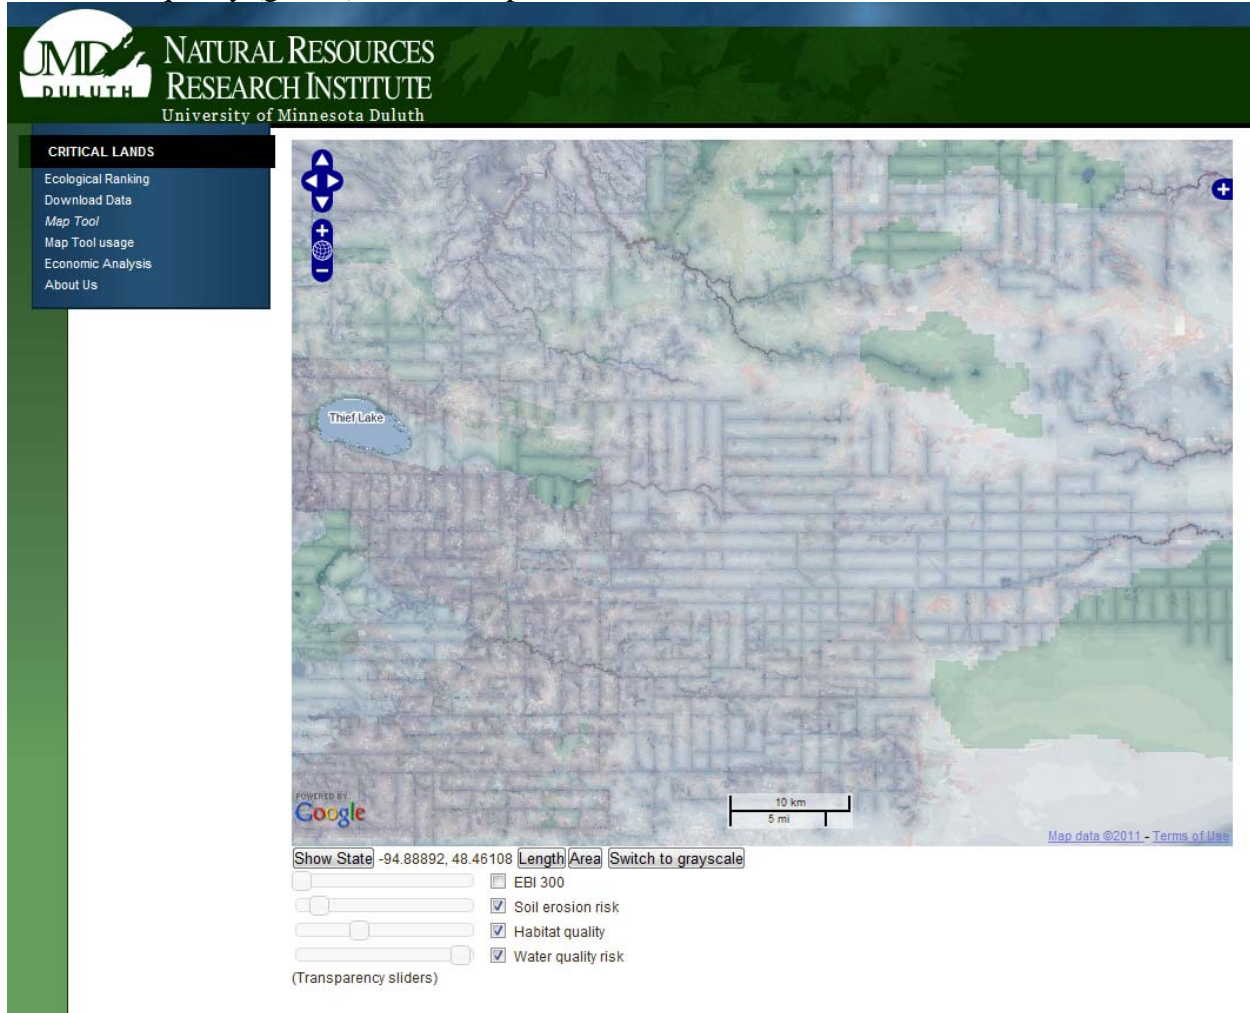 UMD
DULUTH
NATURAL RESOURCES
RESEARCH INSTITUTE
University of Minnesota Duluth
CRITICAL LANDS
Ecological Ranking
Download Data
Map Tool
Map Tool usage
Economic Analysis
About Us
Thief Lake
POWERED BY
Google
10 km
5 mi
Map data ©2011 - Terms of Use
Show State -94.88892, 48.46108 Length Area Switch to grayscale
EBI 300
Soil erosion risk
Habitat quality
Water quality risk
(Transparency sliders)